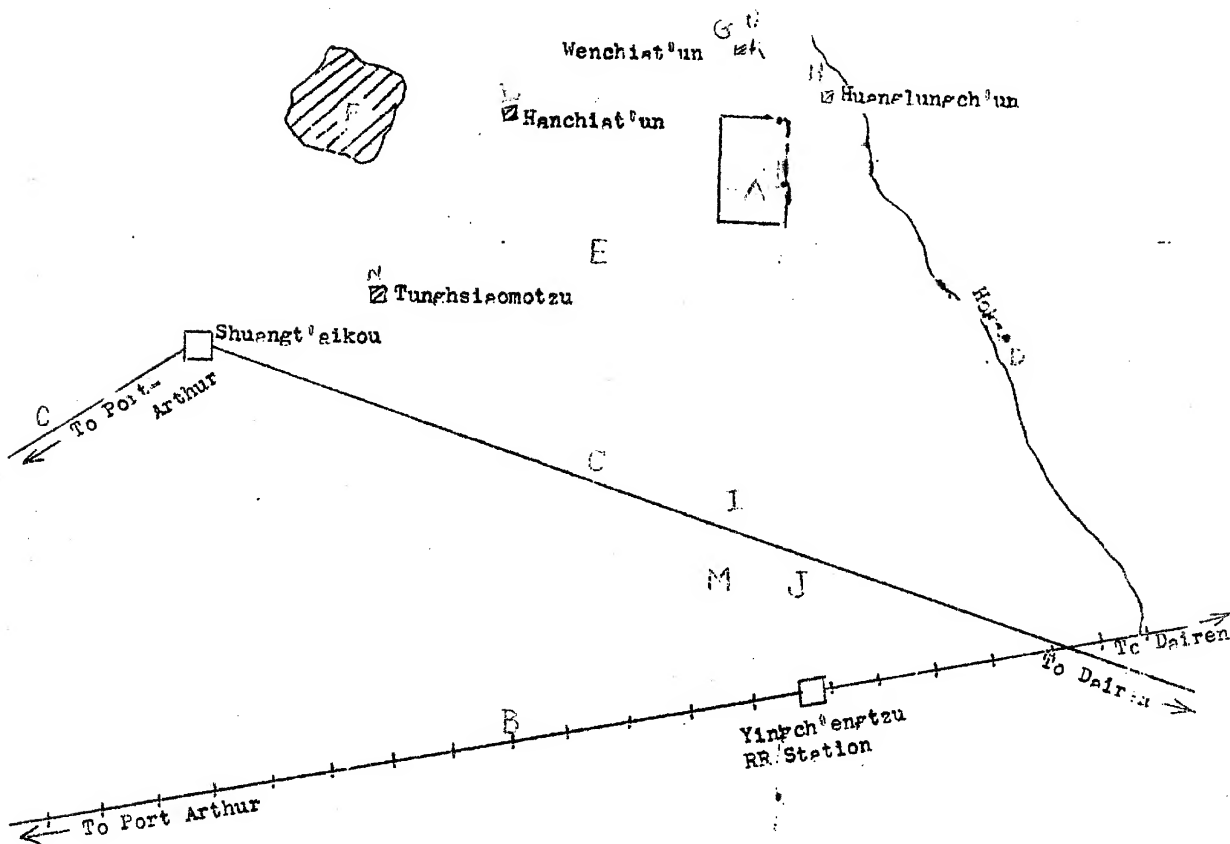 G
Wenchiat'un
H
Huanglungch'un
L
Hanchiat'un
F
A
E
N
Tunghsiaomotzu
Shuangt'aikou
D
C
To Port-
Arthur
C
I
M
J
To Dairen
To Dairen
B
Yingch'engtzu
RR Station
To Port Arthur